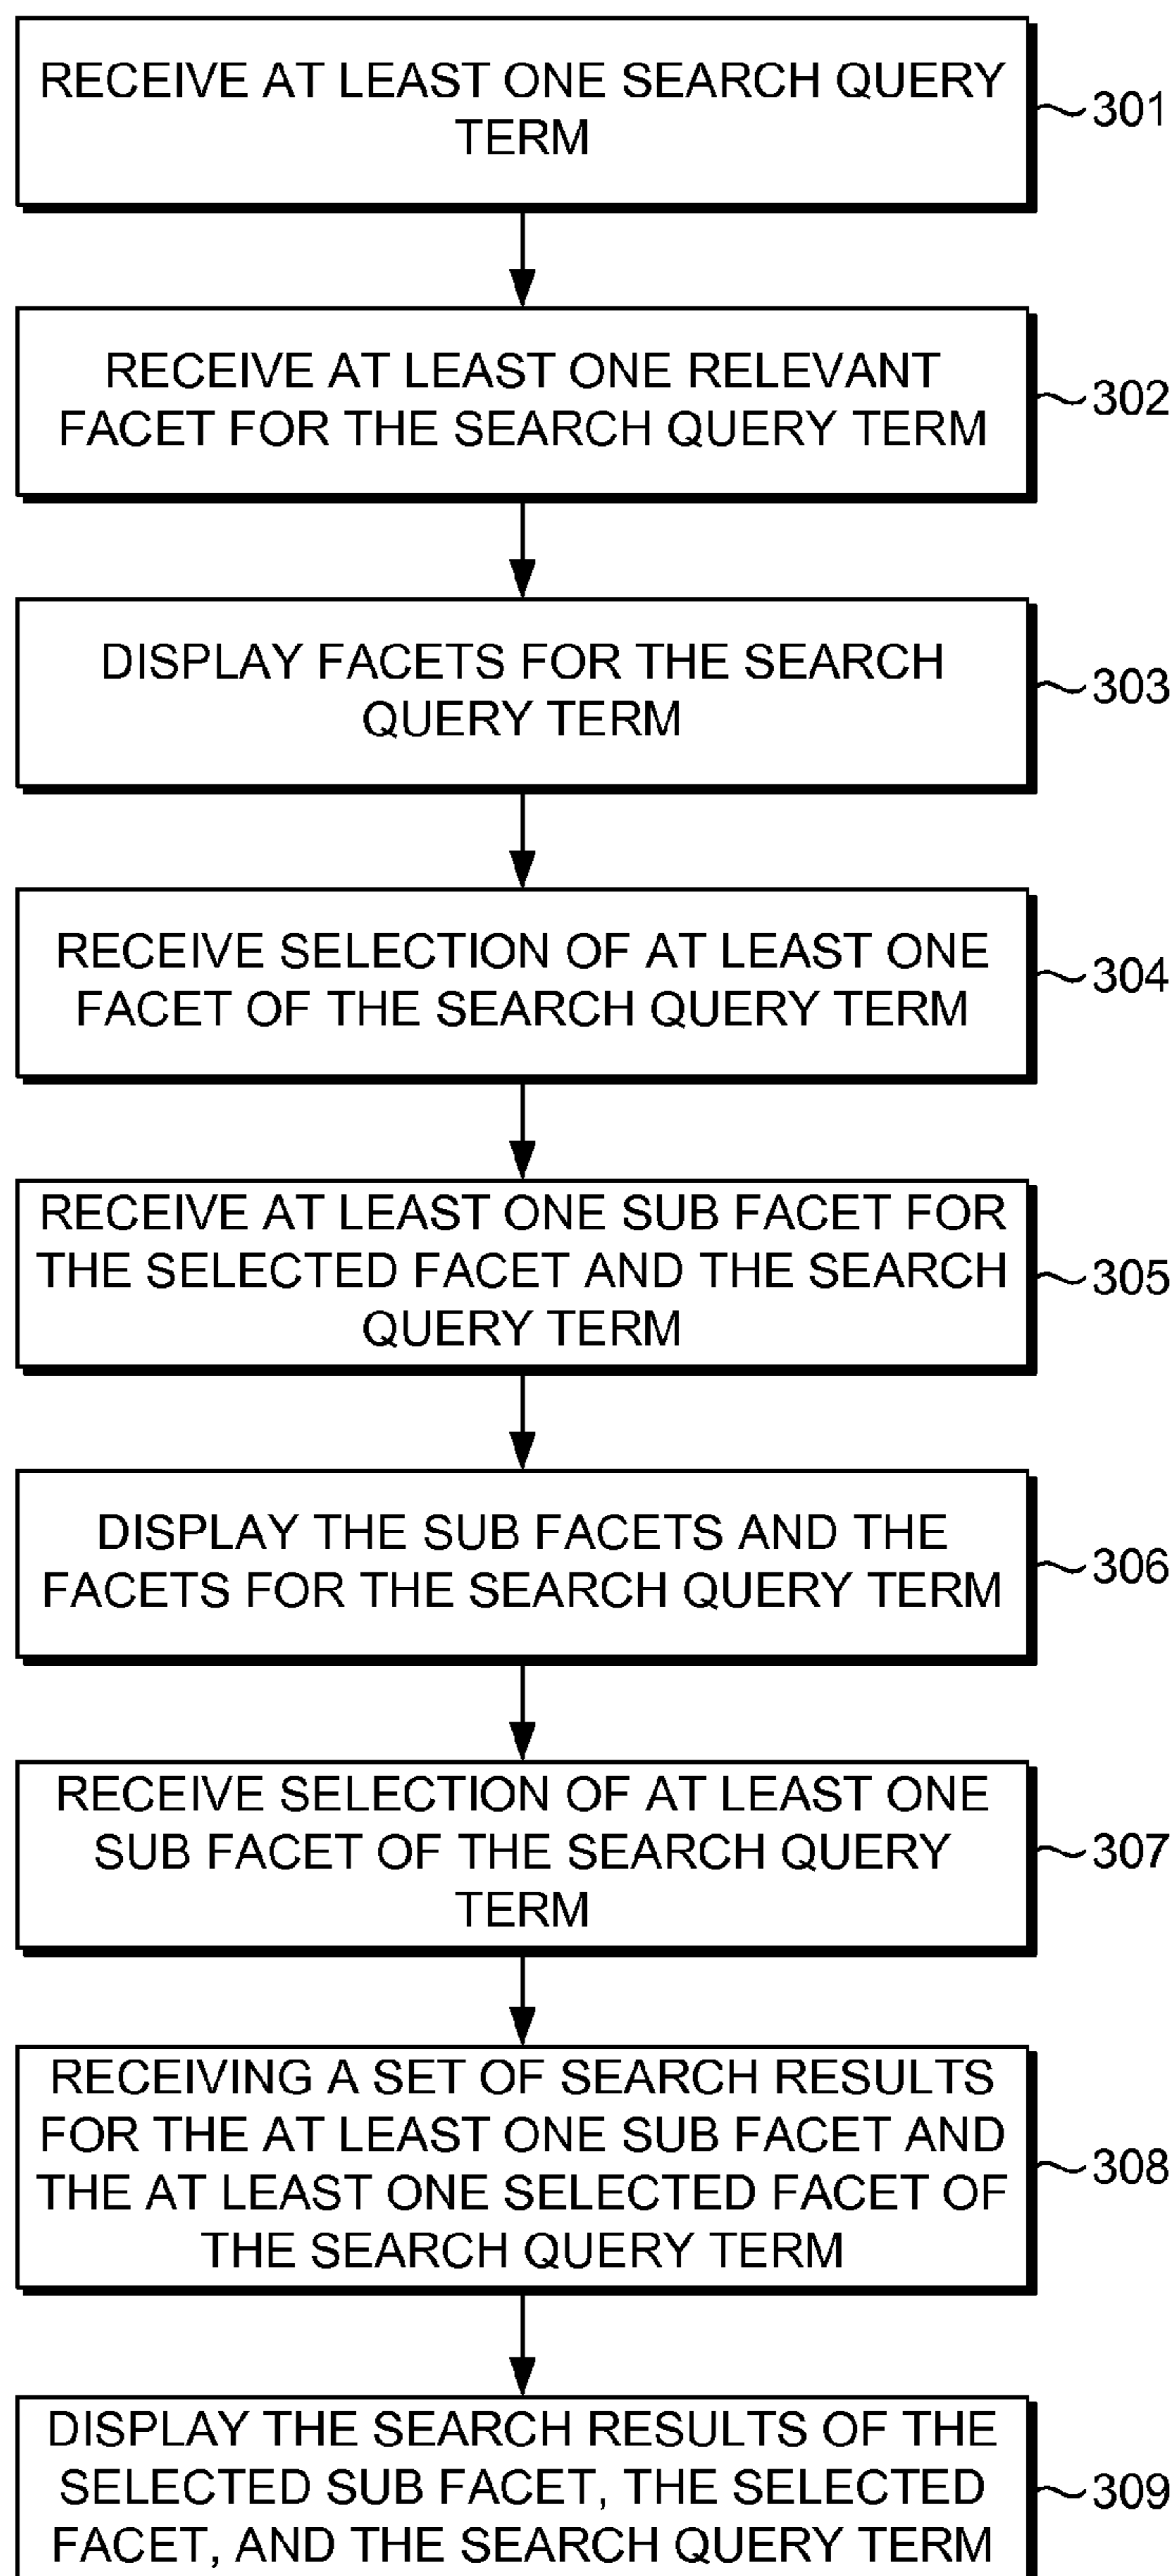 RECEIVE AT LEAST ONE SEARCH QUERY
TERM
301
RECEIVE AT LEAST ONE RELEVANT
FACET FOR THE SEARCH QUERY TERM
302
DISPLAY FACETS FOR THE SEARCH
QUERY TERM
303
RECEIVE SELECTION OF AT LEAST ONE
FACET OF THE SEARCH QUERY TERM
304
RECEIVE AT LEAST ONE SUB FACET FOR
THE SELECTED FACET AND THE SEARCH
QUERY TERM
305
DISPLAY THE SUB FACETS AND THE
FACETS FOR THE SEARCH QUERY TERM
306
RECEIVE SELECTION OF AT LEAST ONE
SUB FACET OF THE SEARCH QUERY
TERM
307
RECEIVING A SET OF SEARCH RESULTS
FOR THE AT LEAST ONE SUB FACET AND
THE AT LEAST ONE SELECTED FACET OF
THE SEARCH QUERY TERM
308
DISPLAY THE SEARCH RESULTS OF THE
SELECTED SUB FACET, THE SELECTED
FACET, AND THE SEARCH QUERY TERM
309